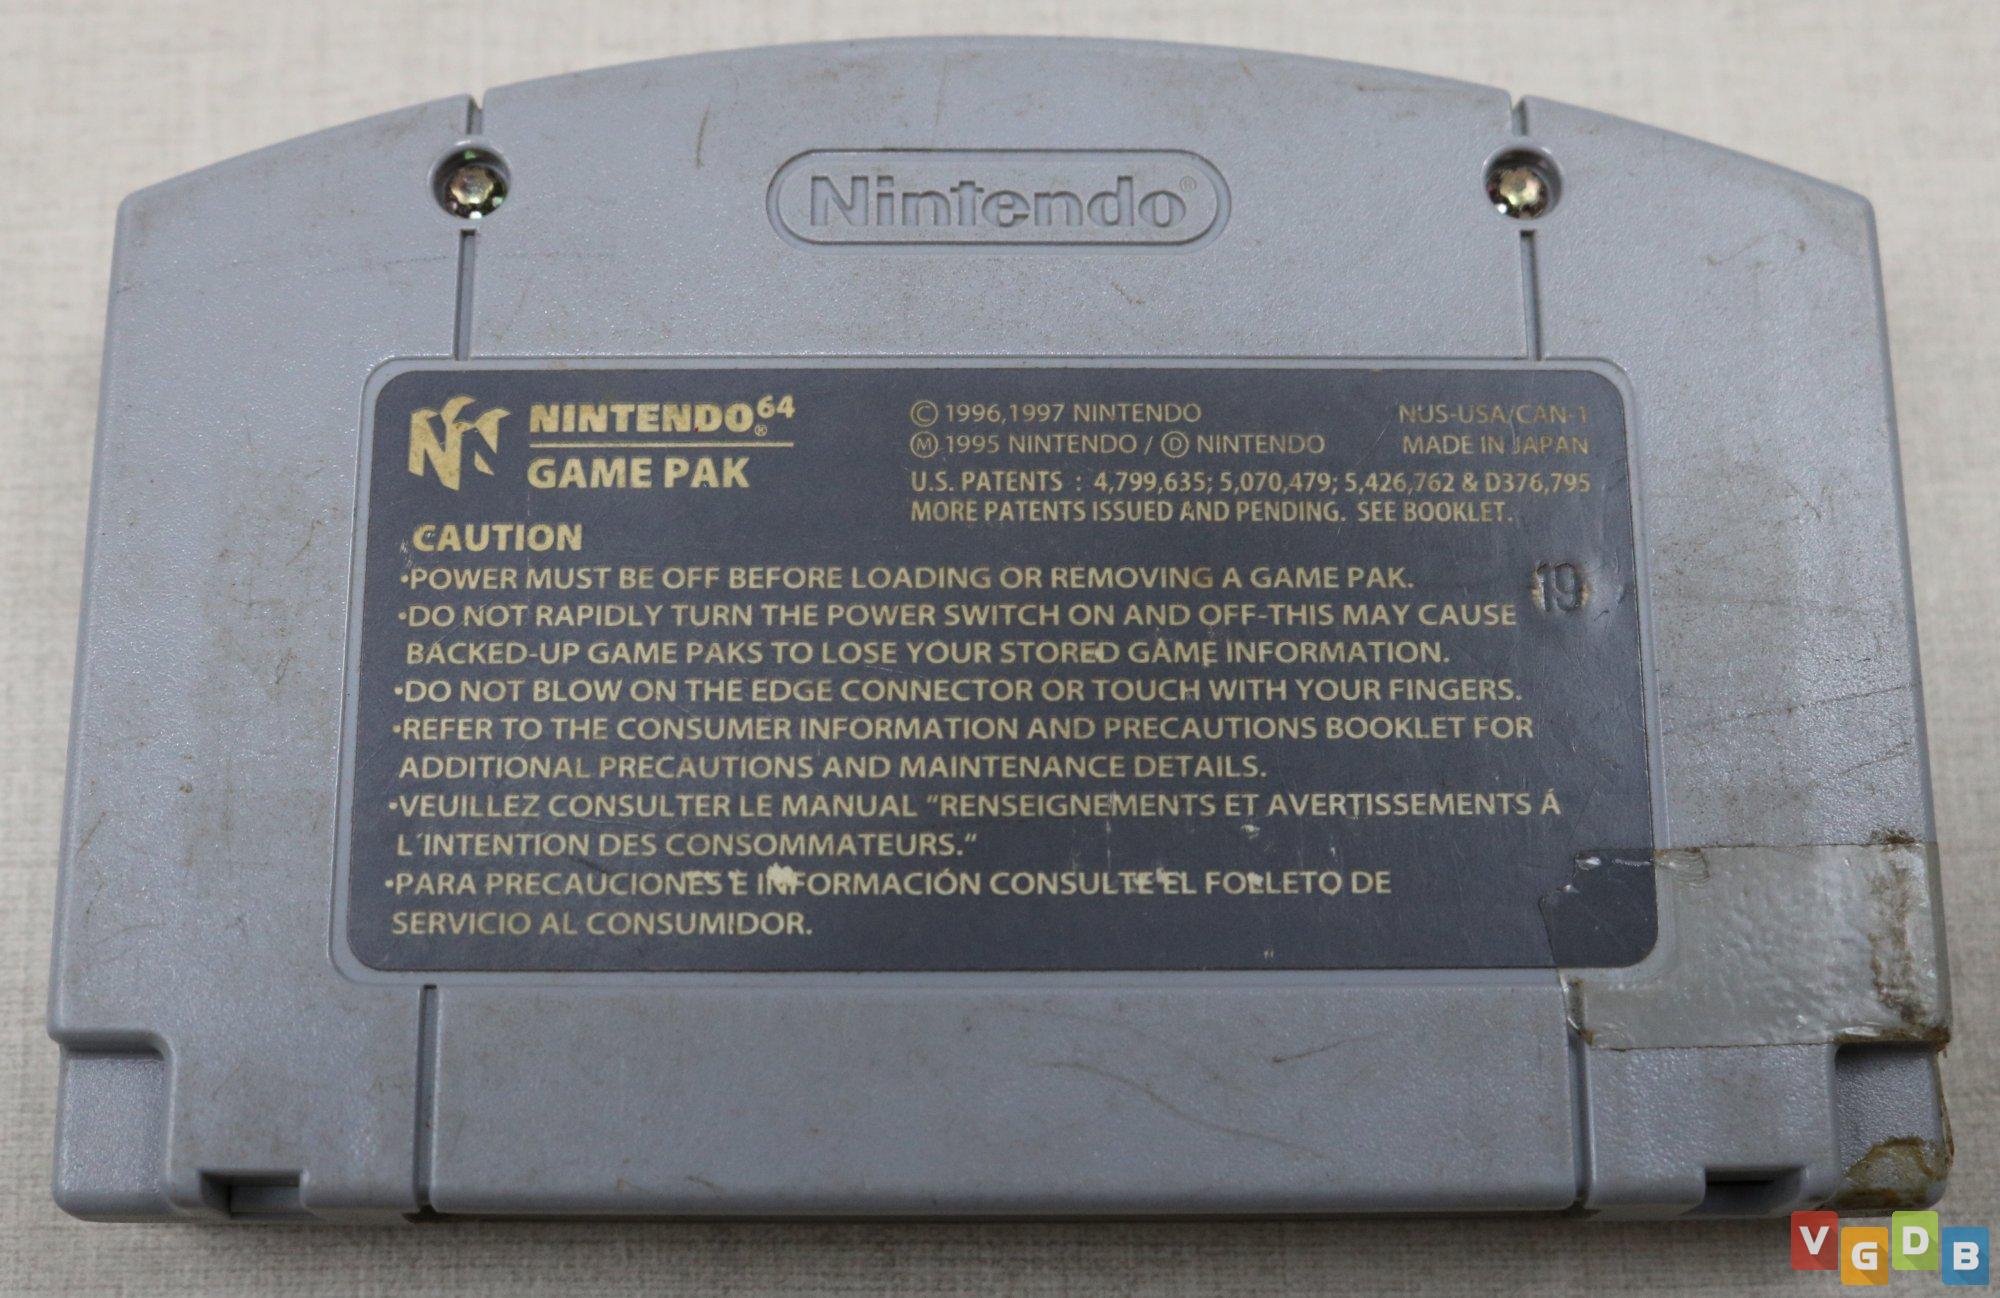 Nintendo®
NINTENDO64®
GAME PAK
© 1996,1997 NINTENDO
Ⓜ 1995 NINTENDO / Ⓓ NINTENDO
NUS-USA/CAN-1
MADE IN JAPAN
U.S. PATENTS : 4,799,635; 5,070,479; 5,426,762 & D376,795
MORE PATENTS ISSUED AND PENDING. SEE BOOKLET.
CAUTION
•POWER MUST BE OFF BEFORE LOADING OR REMOVING A GAME PAK.
•DO NOT RAPIDLY TURN THE POWER SWITCH ON AND OFF-THIS MAY CAUSE
BACKED-UP GAME PAKS TO LOSE YOUR STORED GAME INFORMATION.
•DO NOT BLOW ON THE EDGE CONNECTOR OR TOUCH WITH YOUR FINGERS.
•REFER TO THE CONSUMER INFORMATION AND PRECAUTIONS BOOKLET FOR
ADDITIONAL PRECAUTIONS AND MAINTENANCE DETAILS.
•VEUILLEZ CONSULTER LE MANUAL “RENSEIGNEMENTS ET AVERTISSEMENTS Á
L´INTENTION DES CONSOMMATEURS.”
•PARA PRECAUCIONES E INFORMACIÓN CONSULTE EL FOLLETO DE
SERVICIO AL CONSUMIDOR.
19
VGDB